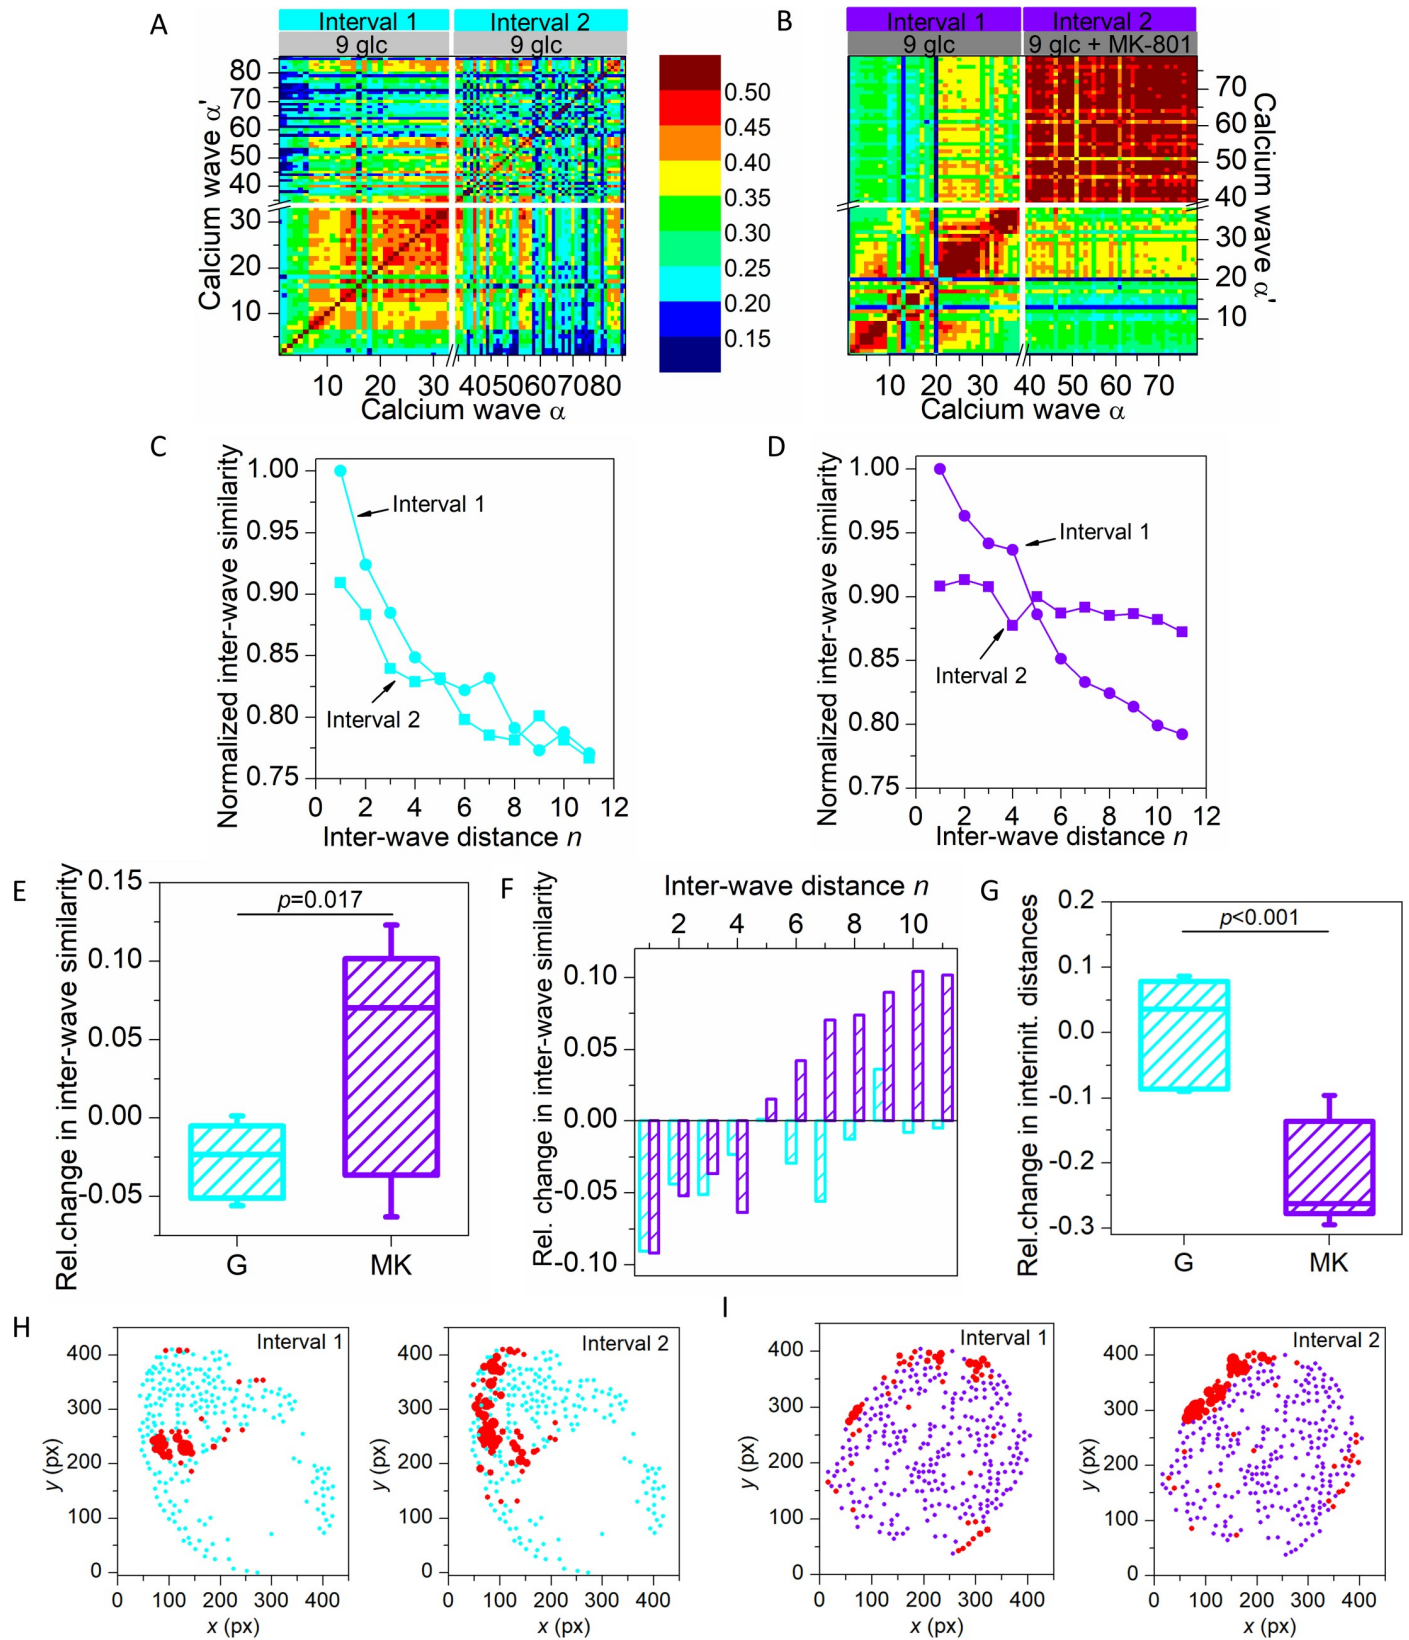 A
Interval 1
Interval 2
9 glc
9 glc
Calcium wave α'
80
70
60
50
40
30
20
10
10
20
30
40
50
60
70
80
Calcium wave α
0.50
0.45
0.40
0.35
0.30
0.25
0.20
0.15
B
Interval 1
Interval 2
9 glc
9 glc + MK-801
70
60
50
40
30
20
10
Calcium wave α'
10
20
30
40
50
60
70
Calcium wave α
C
Normalized inter-wave similarity
1.00
0.95
0.90
0.85
0.80
0.75
Interval 1
Interval 2
0 2 4 6 8 10 12
Inter-wave distance n
D
Normalized inter-wave similarity
1.00
0.95
0.90
0.85
0.80
0.75
Interval 1
Interval 2
0 2 4 6 8 10 12
Inter-wave distance n
E
Rel.change in inter-wave similarity
0.15
0.10
0.05
0.00
-0.05
p=0.017
G MK
F
Inter-wave distance n
2 4 6 8 10
Rel. change in inter-wave similarity
0.10
0.05
0.00
-0.05
-0.10
G
Rel.change in interinit. distances
0.2
0.1
0.0
-0.1
-0.2
-0.3
p<0.001
G MK
H
Interval 1
y (px)
400
300
200
100
0
0 100 200 300 400
x (px)
Interval 2
y (px)
400
300
200
100
0
0 100 200 300 400
x (px)
I
Interval 1
y (px)
400
300
200
100
0
0 100 200 300 400
x (px)
Interval 2
y (px)
400
300
200
100
0
0 100 200 300 400
x (px)